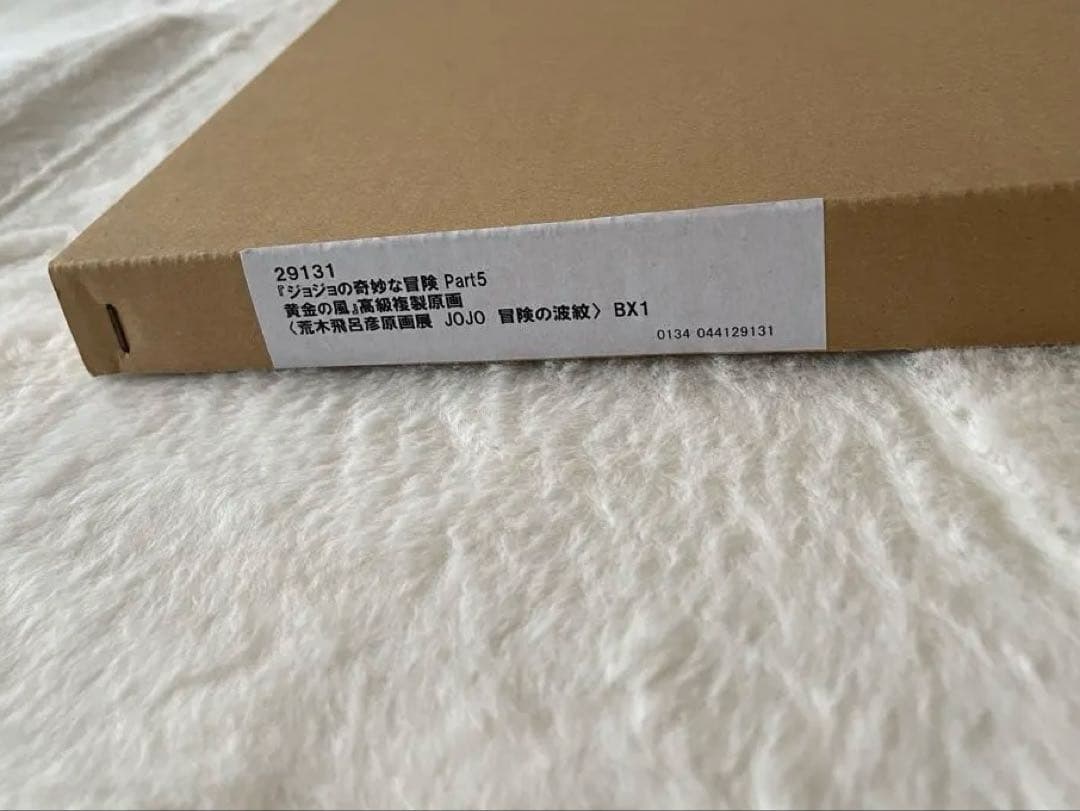 29131
『ジョジョの奇妙な冒険 Part5
黄金の風』高級複製原画
〈荒木飛呂彦原画展 JOJO 冒険の波紋〉 BX1
0134 044129131